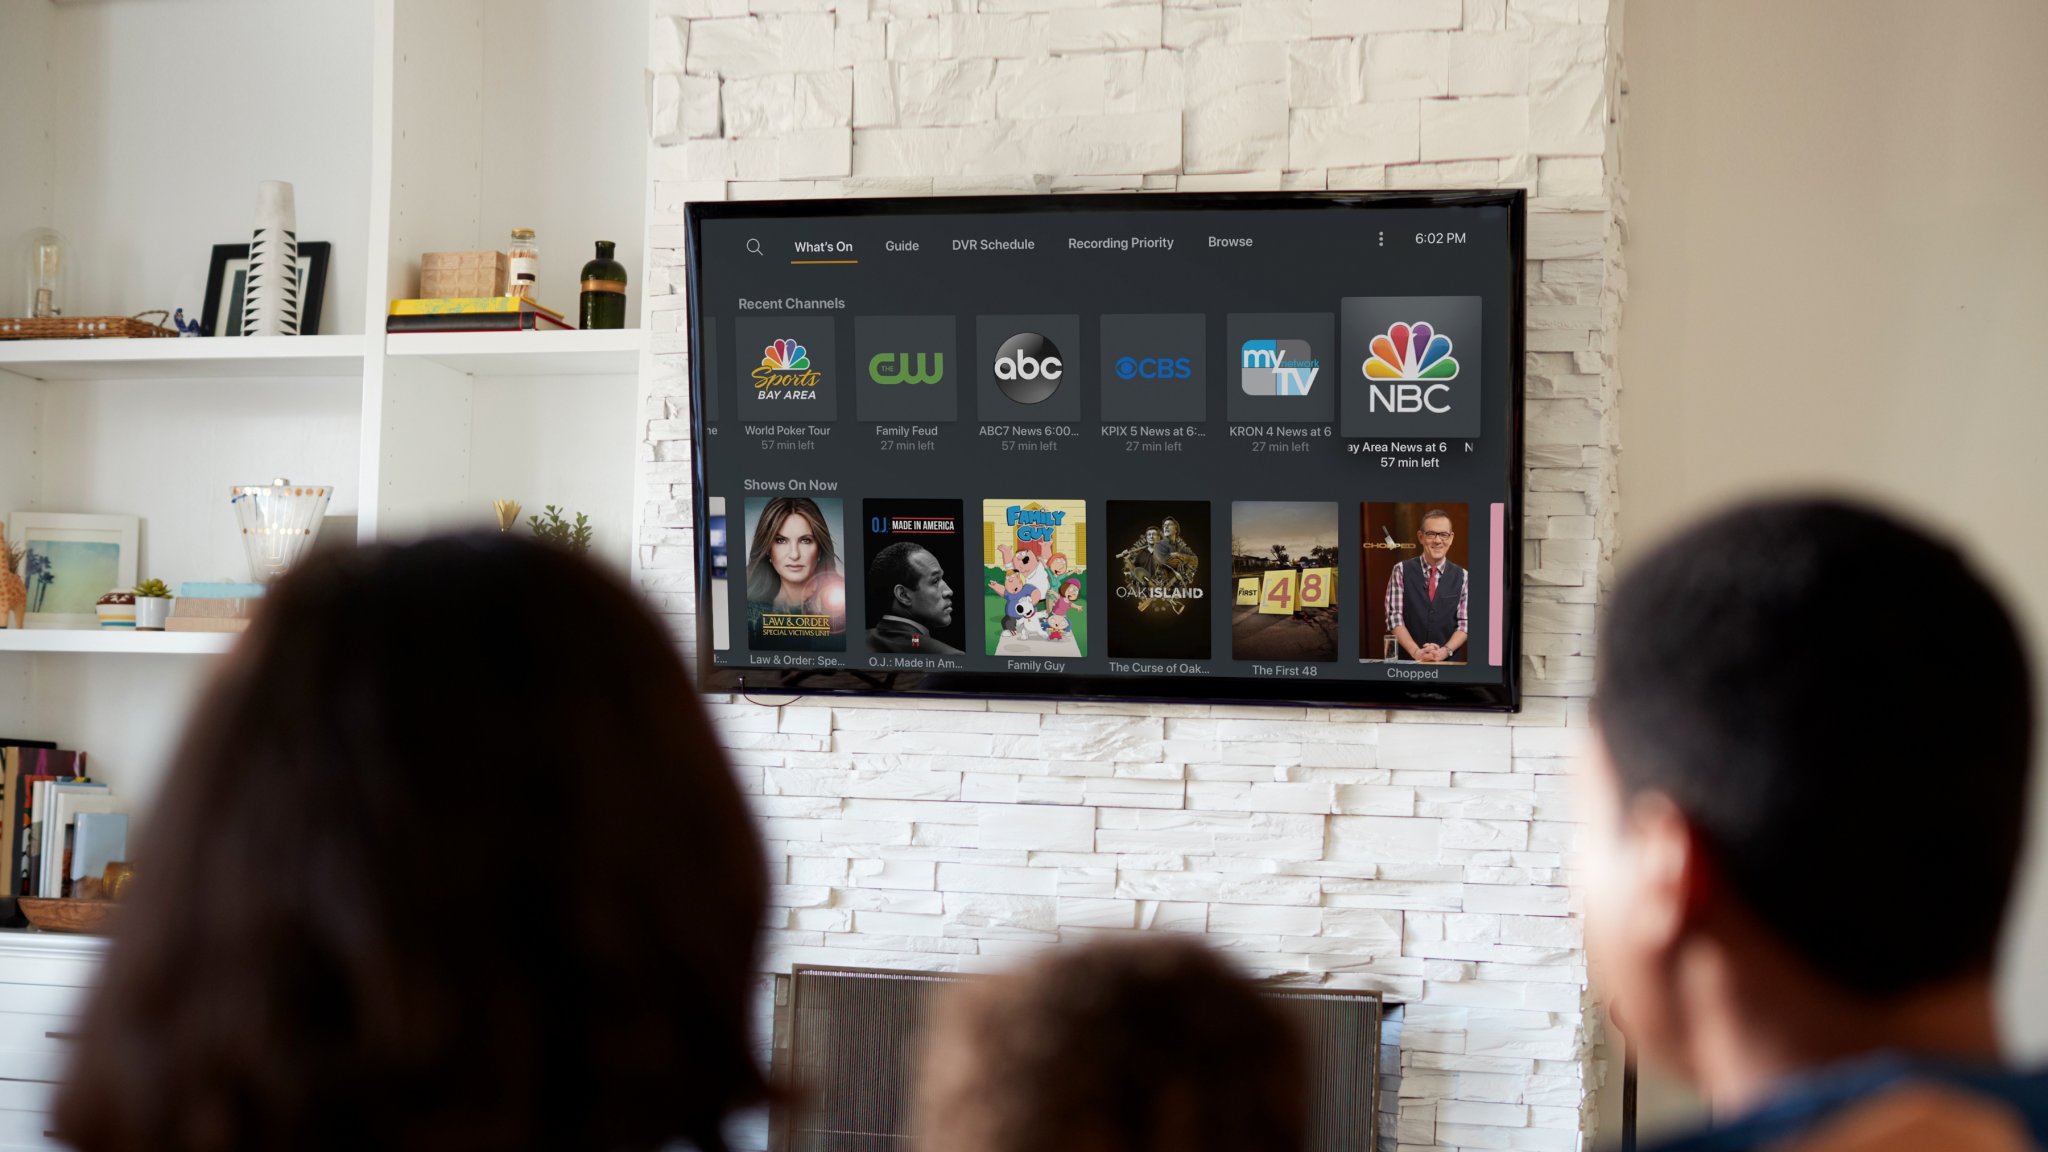 What's On
Guide
DVR Schedule
Recording Priority
Browse
6:02 PM
Recent Channels
Sports
BAY AREA
THE CW
abc
CBS
my network
TV
NBC
ne
World Poker Tour
57 min left
Family Feud
27 min left
ABC7 News 6:00...
57 min left
KPIX 5 News at 6:...
27 min left
KRON 4 News at 6
27 min left
ay Area News at 6 N
57 min left
Shows On Now
LAW & ORDER
SPECIAL VICTIMS UNIT
O.J.: MADE IN AMERICA
FAMILY
GUY
OAK ISLAND
FIRST 48
CHOPPED
Law & Order: Spe...
O.J.: Made in Am...
Family Guy
The Curse of Oak...
The First 48
Chopped